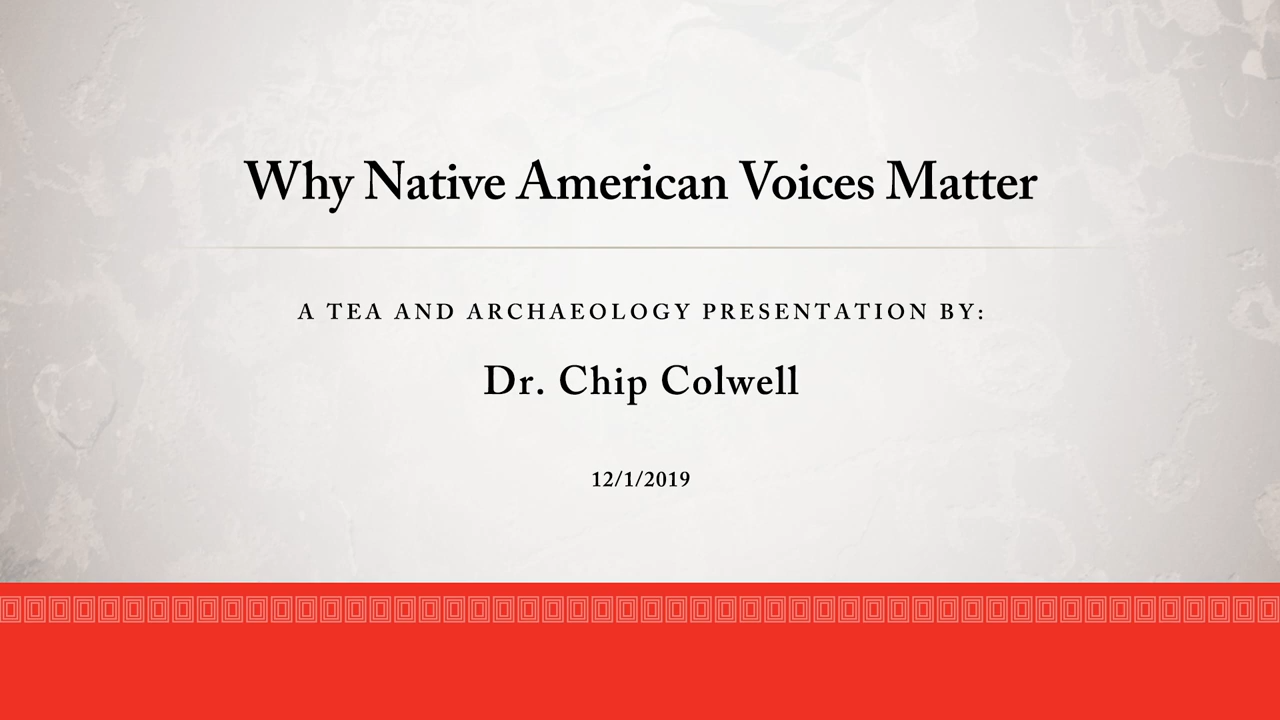 Why Native American Voices Matter
A TEA AND ARCHAEOLOGY PRESENTATION BY:
Dr. Chip Colwell
12/1/2019